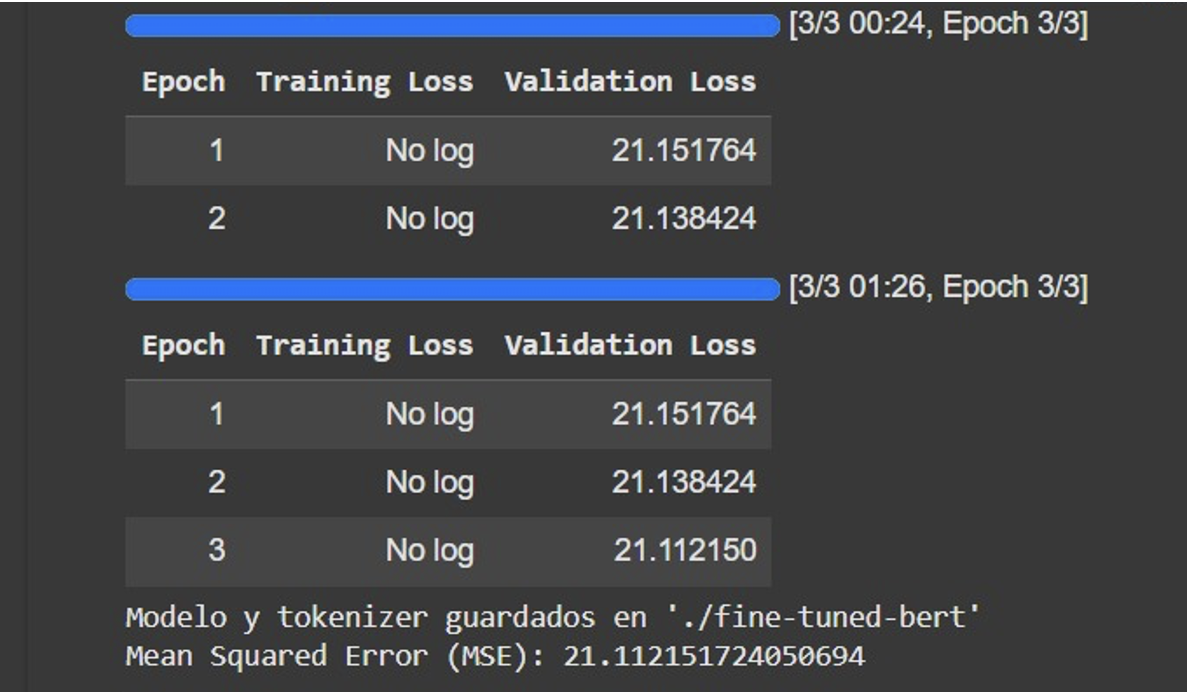 [3/3 00:24, Epoch 3/3]
Epoch Training Loss Validation Loss
1 No log 21.151764
2 No log 21.138424
[3/3 01:26, Epoch 3/3]
Epoch Training Loss Validation Loss
1 No log 21.151764
2 No log 21.138424
3 No log 21.112150
Modelo y tokenizer guardados en './fine-tuned-bert'
Mean Squared Error (MSE): 21.112151724050694